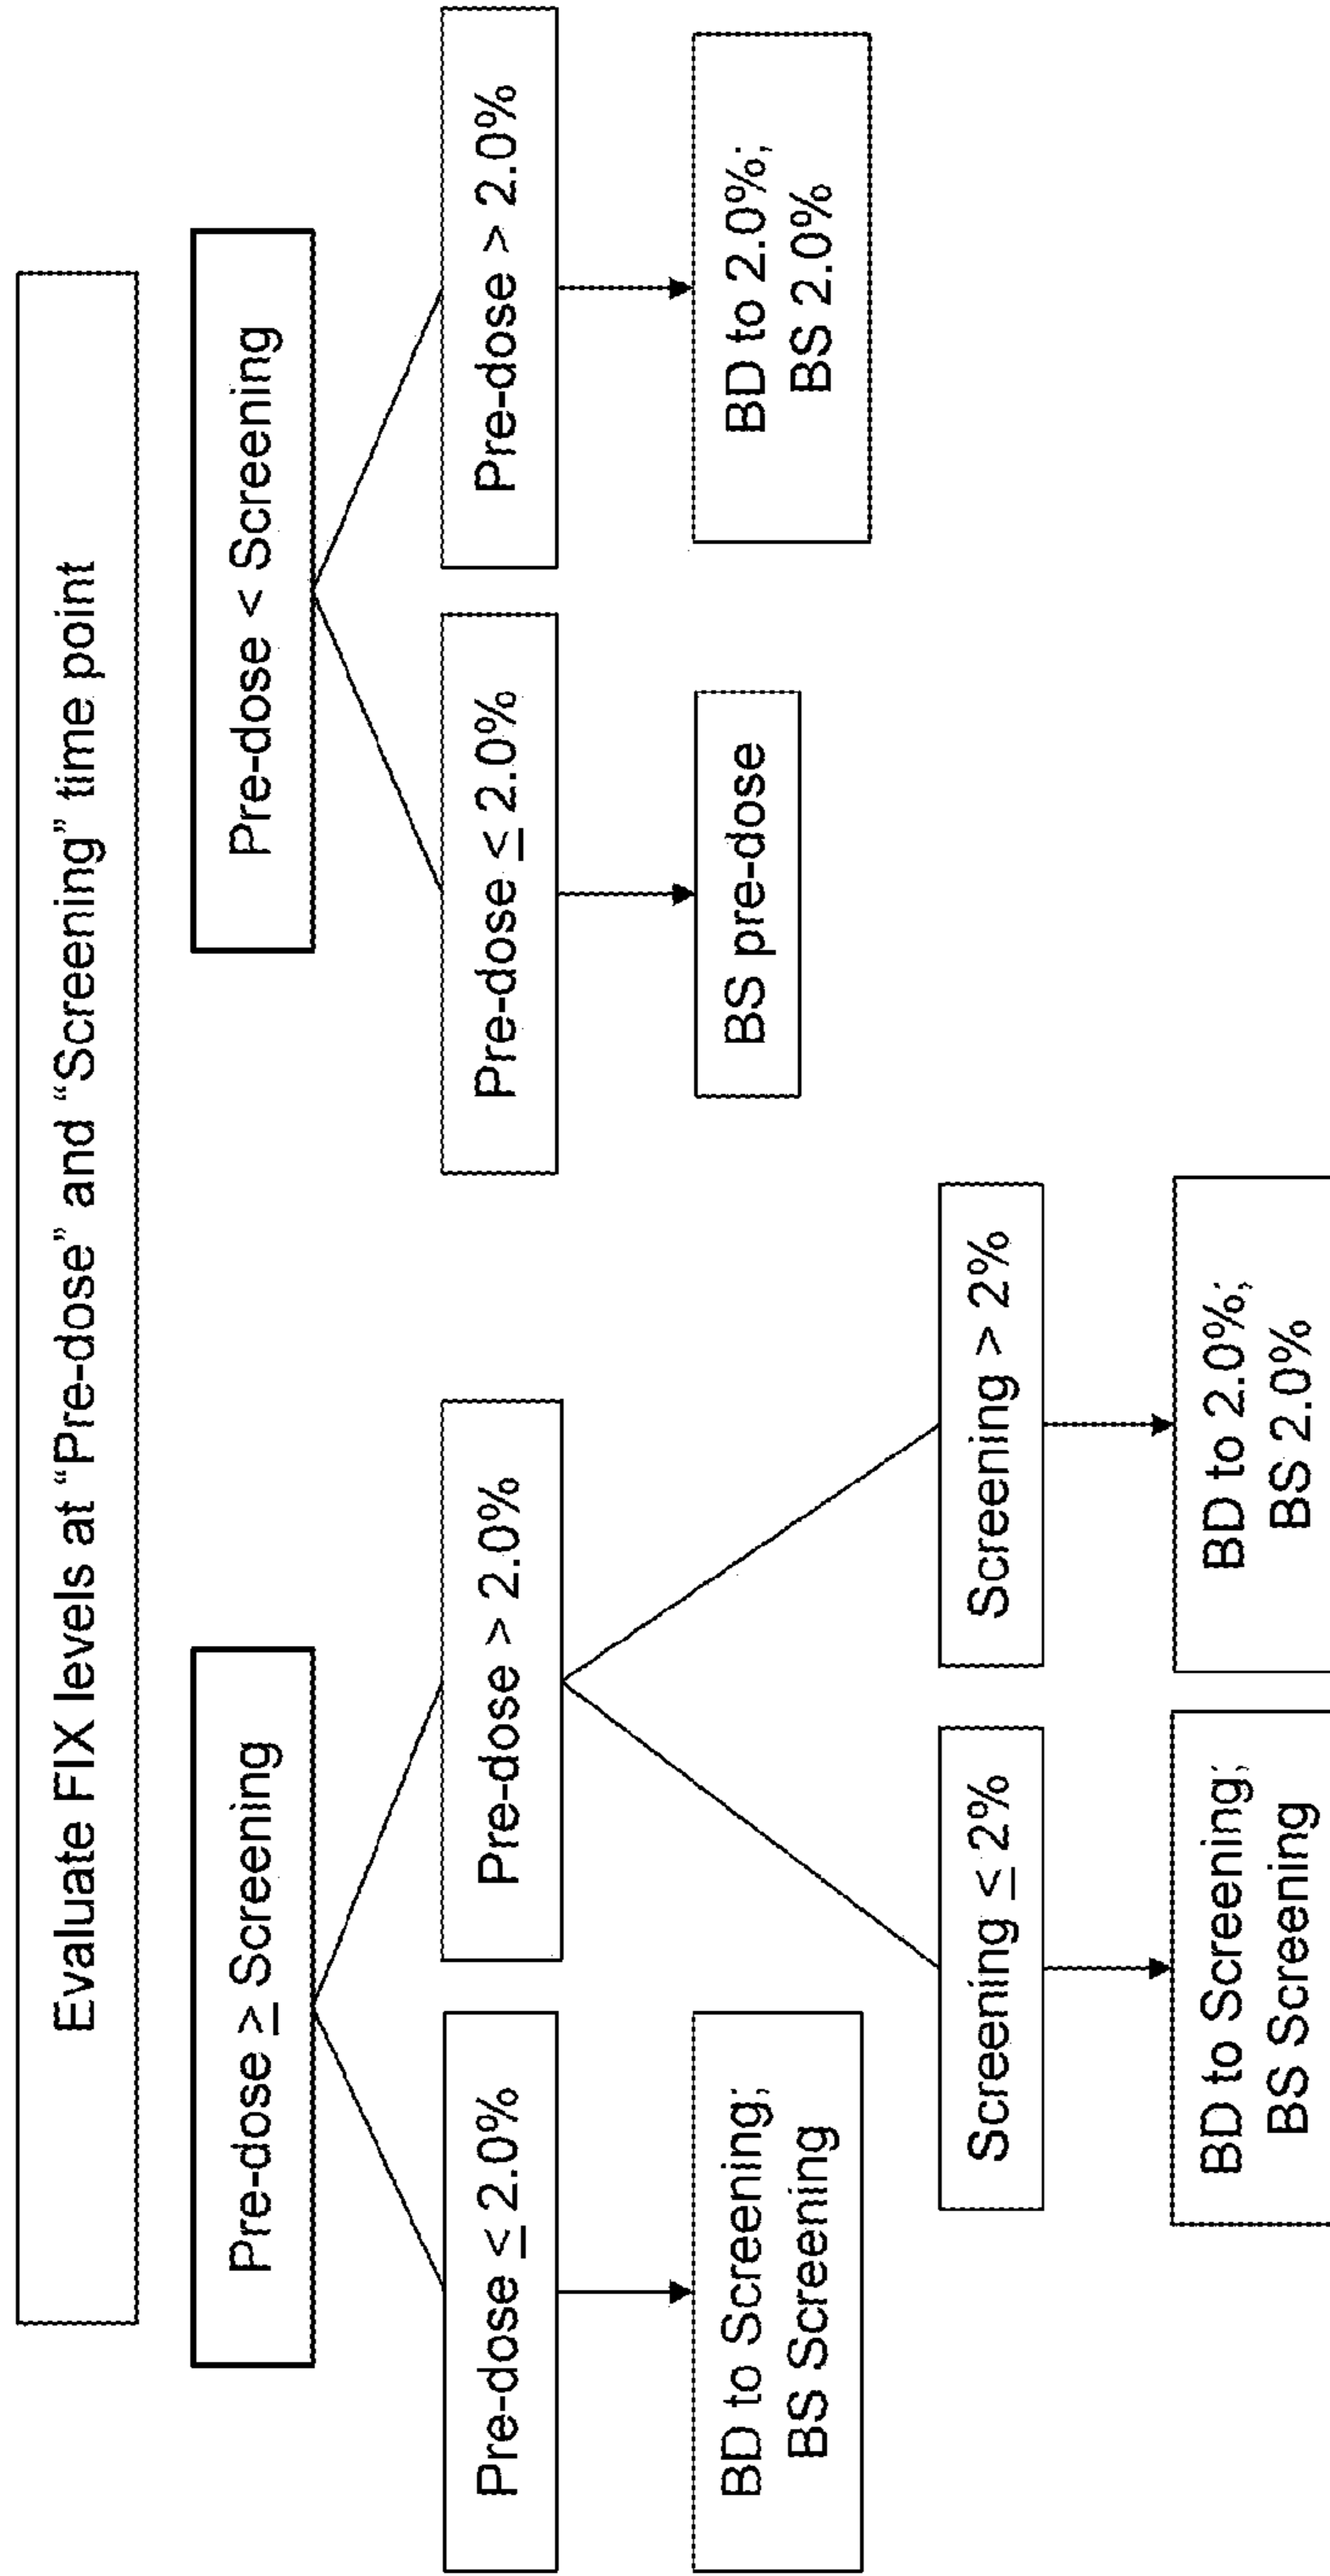 Evaluate FIX levels at "Pre-dose" and "Screening" time point
Pre-dose ≥ Screening
Pre-dose < Screening
Pre-dose ≤ 2.0%
Pre-dose > 2.0%
Pre-dose ≤ 2.0%
Pre-dose > 2.0%
BD to Screening;
BS Screening
BS pre-dose
BD to 2.0%;
BS 2.0%
Screening ≤ 2%
Screening > 2%
BD to Screening;
BS Screening
BD to 2.0%;
BS 2.0%